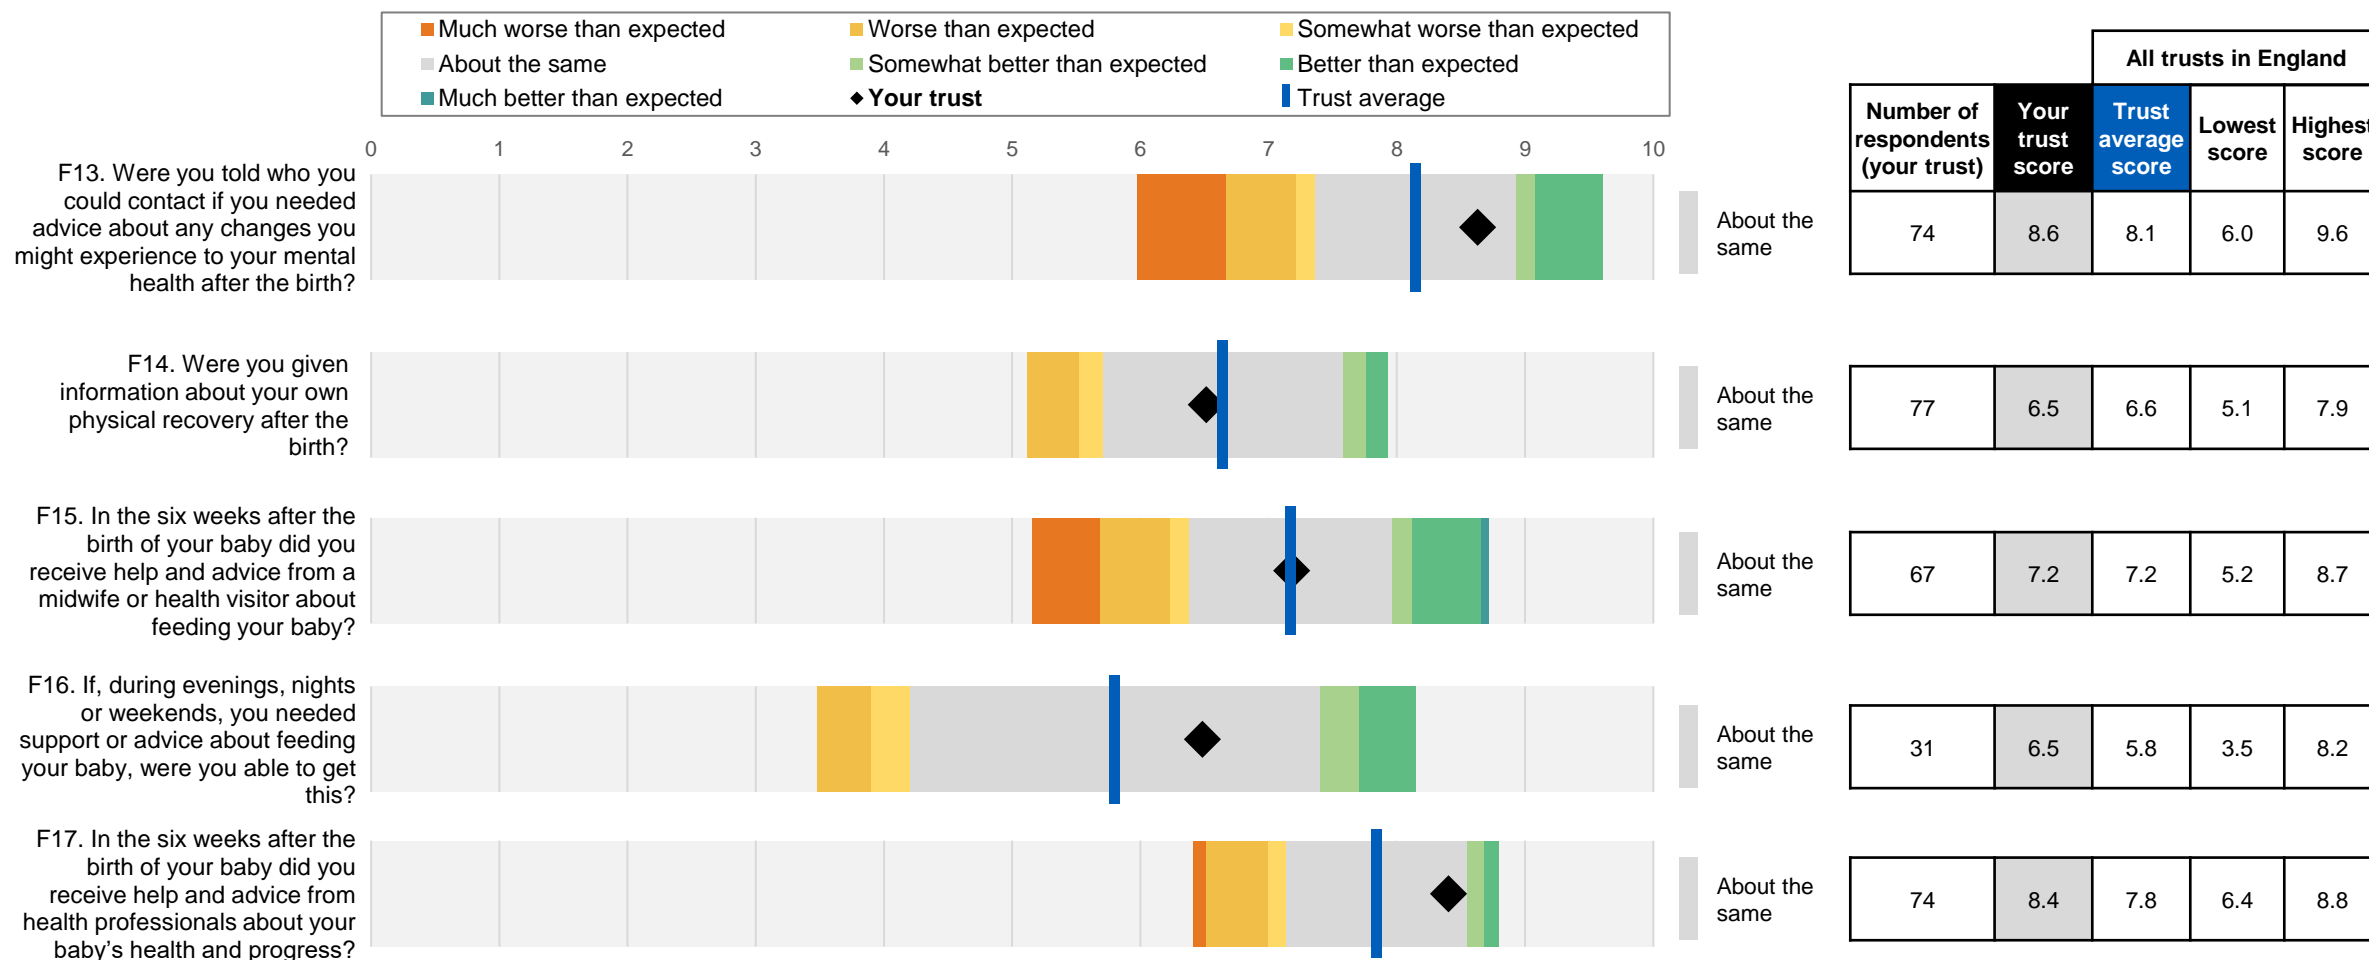 Much worse than expected
Worse than expected
Somewhat worse than expected
About the same
Somewhat better than expected
Better than expected
Much better than expected
Your trust
Trust average
All trusts in England
Number of
respondents
(your trust)
Your
trust
score
Trust
average
score
Lowest
score
Highest
score
0 1 2 3 4 5 6 7 8 9 10
F13. Were you told who you
could contact if you needed
advice about any changes you
might experience to your mental
health after the birth?
About the
same
74 8.6 8.1 6.0 9.6
F14. Were you given
information about your own
physical recovery after the
birth?
About the
same
77 6.5 6.6 5.1 7.9
F15. In the six weeks after the
birth of your baby did you
receive help and advice from a
midwife or health visitor about
feeding your baby?
About the
same
67 7.2 7.2 5.2 8.7
F16. If, during evenings, nights
or weekends, you needed
support or advice about feeding
your baby, were you able to get
this?
About the
same
31 6.5 5.8 3.5 8.2
F17. In the six weeks after the
birth of your baby did you
receive help and advice from
health professionals about your
baby’s health and progress?
About the
same
74 8.4 7.8 6.4 8.8